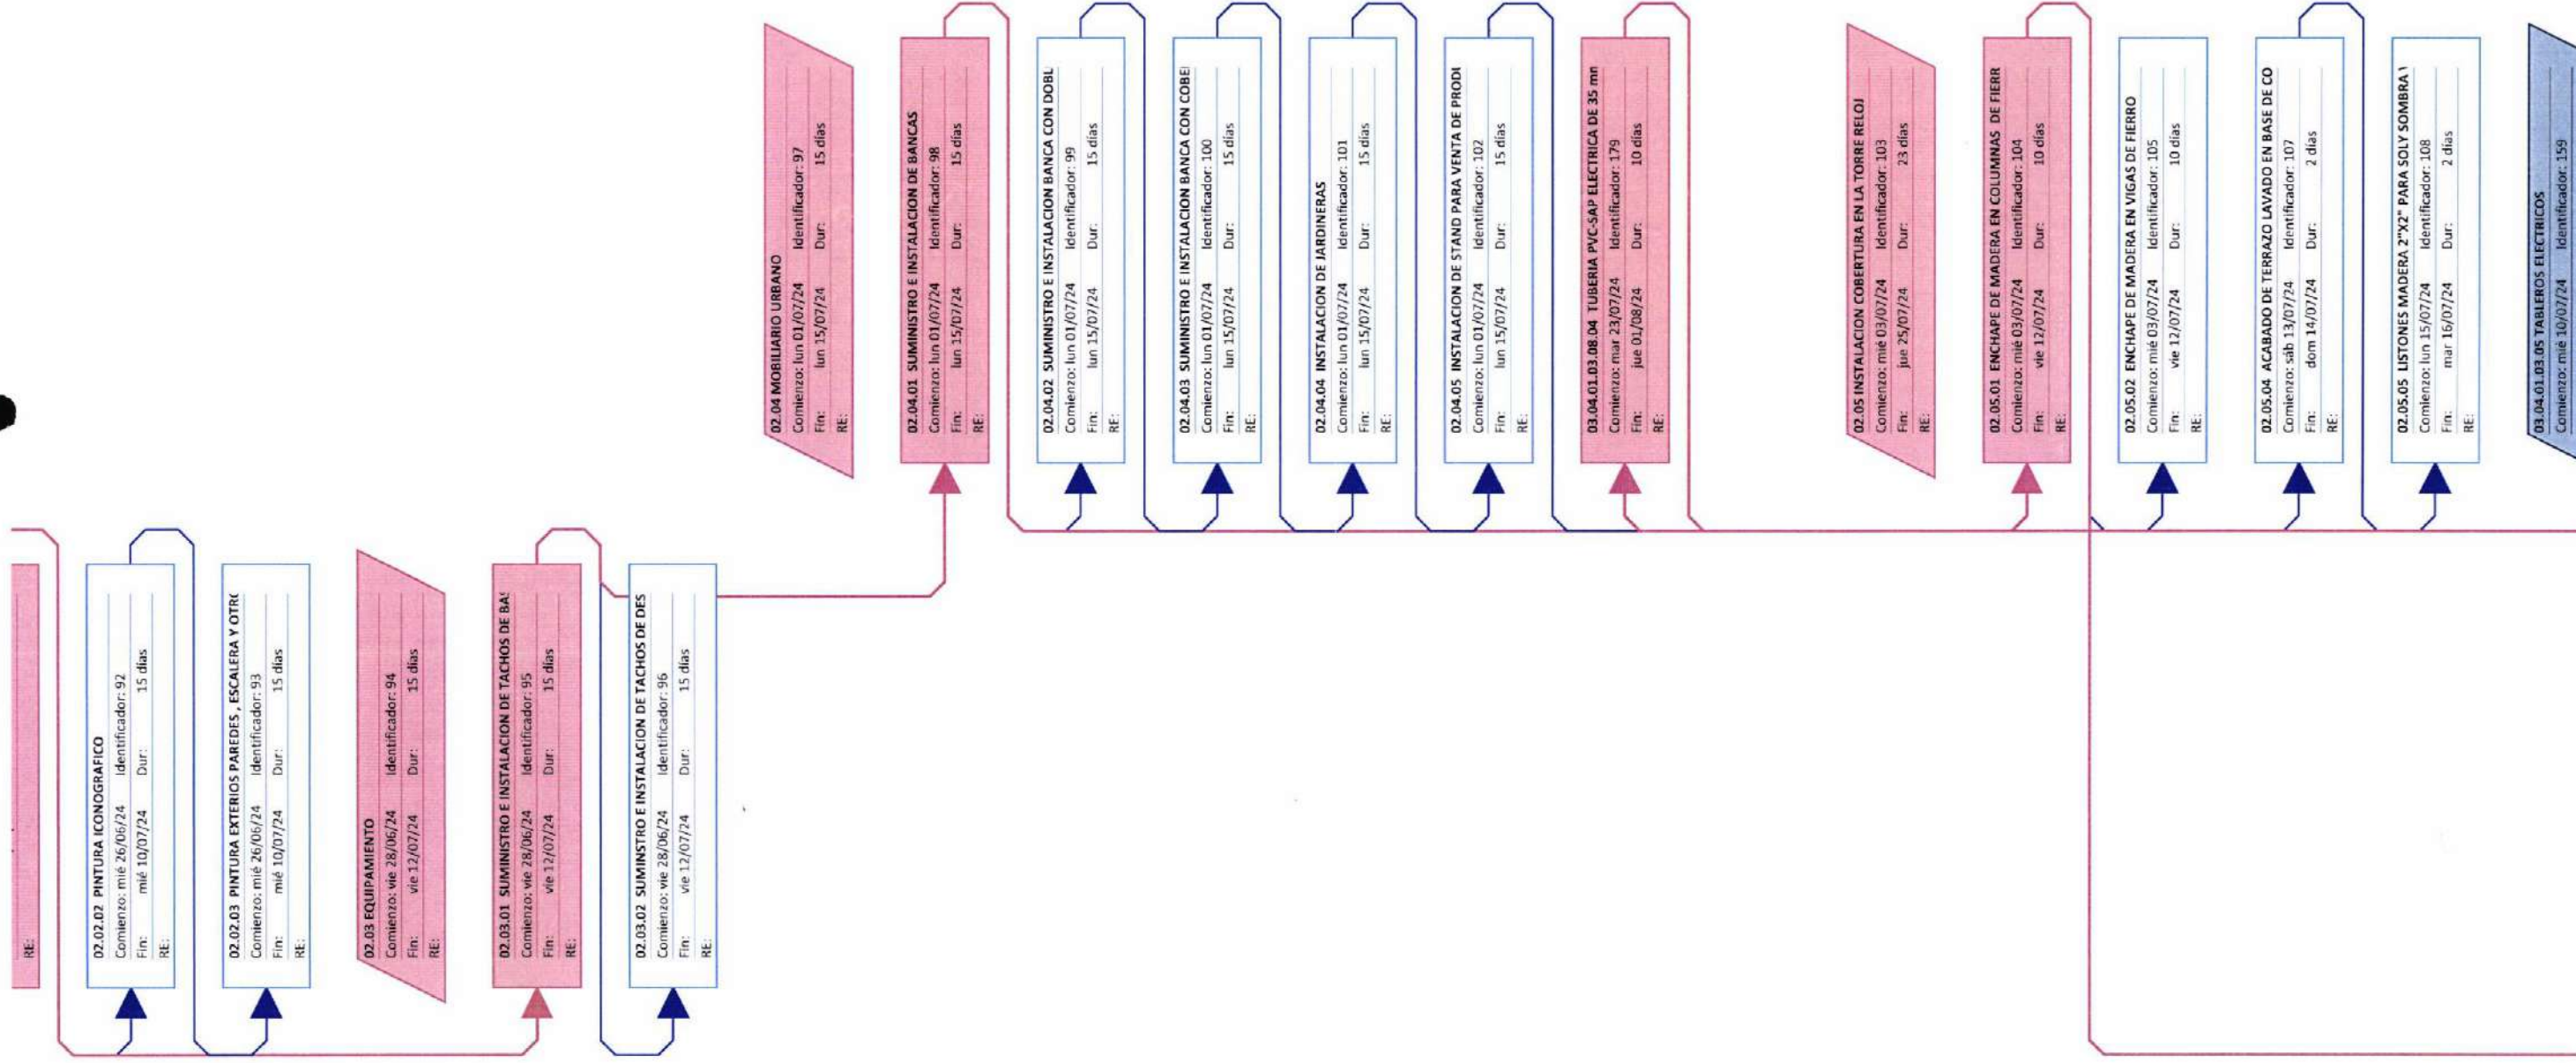 RE:
02.02.02 PINTURA ICONOGRAFICO
Comienzo: mié 26/06/24 Identificador: 92
Fin: mié 10/07/24 Dur: 15 días
RE:
02.02.03 PINTURA EXTERIOS PAREDES, ESCALERA Y OTR(
Comienzo: mié 26/06/24 Identificador: 93
Fin: mié 10/07/24 Dur: 15 días
RE:
02.03 EQUIPAMIENTO
Comienzo: vie 28/06/24 Identificador: 94
Fin: vie 12/07/24 Dur: 15 días
RE:
02.03.01 SUMINISTRO E INSTALACION DE TACHOS DE BA
Comienzo: vie 28/06/24 Identificador: 95
Fin: vie 12/07/24 Dur: 15 días
RE:
02.03.02 SUMINSTRO E INSTALACION DE TACHOS DE DES
Comienzo: vie 28/06/24 Identificador: 96
Fin: vie 12/07/24 Dur: 15 días
RE:
02.04 MOBILIARIO URBANO
Comienzo: lun 01/07/24 Identificador: 97
Fin: lun 15/07/24 Dur: 15 días
RE:
02.04.01 SUMINISTRO E INSTALACION DE BANCAS
Comienzo: lun 01/07/24 Identificador: 98
Fin: lun 15/07/24 Dur: 15 días
RE:
02.04.02 SUMINISTRO E INSTALACION BANCA CON DOBL
Comienzo: lun 01/07/24 Identificador: 99
Fin: lun 15/07/24 Dur: 15 días
RE:
02.04.03 SUMINISTRO E INSTALACION BANCA CON COBE
Comienzo: lun 01/07/24 Identificador: 100
Fin: lun 15/07/24 Dur: 15 días
RE:
02.04.04 INSTALACION DE JARDINERAS
Comienzo: lun 01/07/24 Identificador: 101
Fin: lun 15/07/24 Dur: 15 días
RE:
02.04.05 INSTALACION DE STAND PARA VENTA DE PROD
Comienzo: lun 01/07/24 Identificador: 102
Fin: lun 15/07/24 Dur: 15 días
RE:
03.04.01.03.08.04 TUBERIA PVC-SAP ELECTRICA DE 35 mn
Comienzo: mar 23/07/24 Identificador: 179
Fin: jue 01/08/24 Dur: 10 días
RE:
02.05 INSTALACION COBERTURA EN LA TORRE RELOJ
Comienzo: mié 03/07/24 Identificador: 103
Fin: jue 25/07/24 Dur: 23 días
RE:
02.05.01 ENCHAPE DE MADERA EN COLUMNAS DE FIERR
Comienzo: mié 03/07/24 Identificador: 104
Fin: vie 12/07/24 Dur: 10 días
RE:
02.05.02 ENCHAPE DE MADERA EN VIGAS DE FIERRO
Comienzo: mié 03/07/24 Identificador: 105
Fin: vie 12/07/24 Dur: 10 días
RE:
02.05.04 ACABADO DE TERRAZO LAVADO EN BASE DE CO
Comienzo: sáb 13/07/24 Identificador: 107
Fin: dom 14/07/24 Dur: 2 días
RE:
02.05.05 LISTONES MADERA 2"X2" PARA SOL Y SOMBRA
Comienzo: lun 15/07/24 Identificador: 108
Fin: mar 16/07/24 Dur: 2 días
RE:
03.04.01.03.05 TABLEROS ELECTRICOS
Comienzo: mié 10/07/24 Identificador: 159